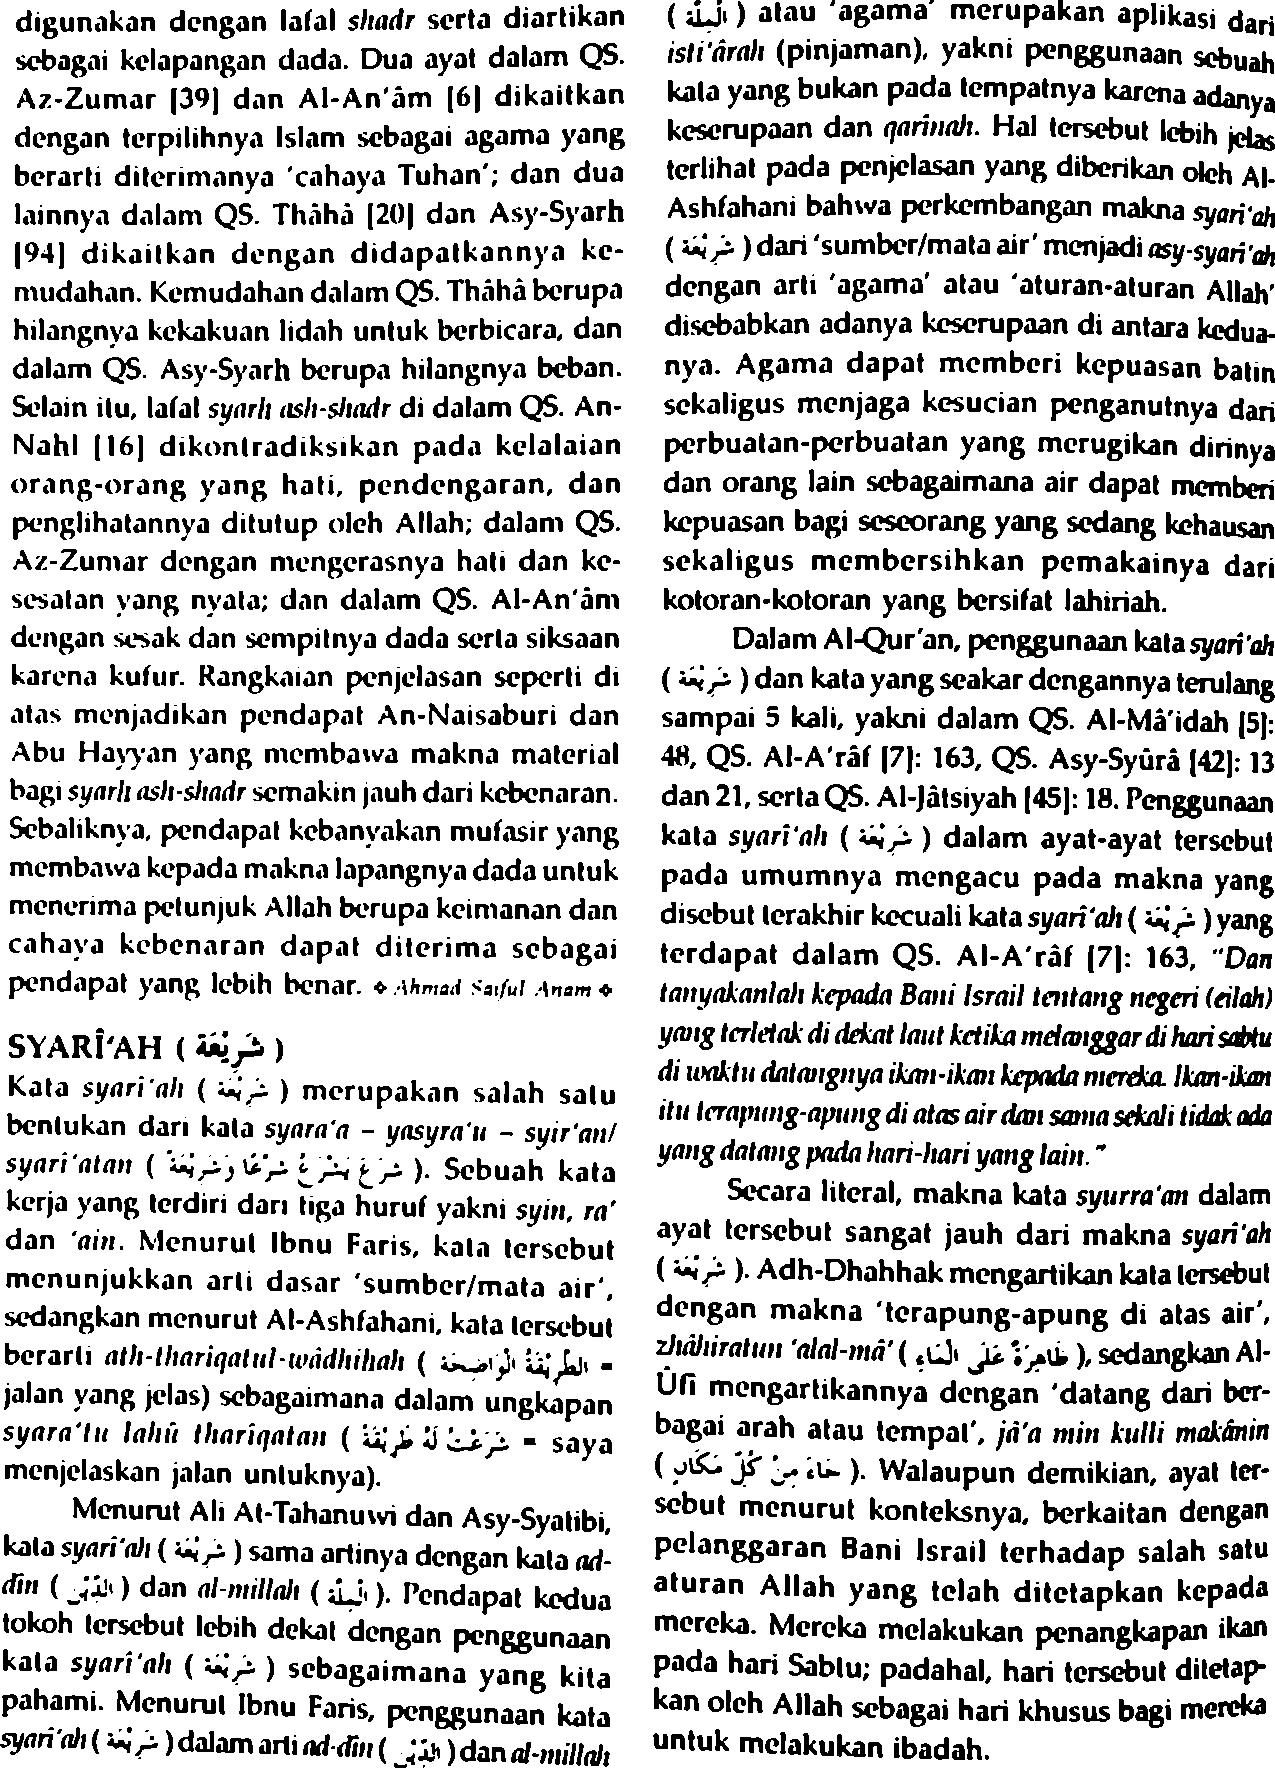 digunakan dengan lafal shadr serta diartikan
sebagai kelapangan dada. Dua ayat dalam QS.
Az-Zumar [39] dan Al-An'âm [6] dikaitkan
dengan terpilihnya Islam sebagai agama yang
berarti diterimanya 'cahaya Tuhan'; dan dua
lainnya dalam QS. Thâhâ [20] dan Asy-Syarh
[94] dikaitkan dengan didapatkannya ke-
mudahan. Kemudahan dalam QS. Thâhâ berupa
hilangnya kekakuan lidah untuk berbicara, dan
dalam QS. Asy-Syarh berupa hilangnya beban.
Selain itu, lafal syarh ash-shadr di dalam QS. An-
Nahl [16] dikontradiksikan pada kelalaian
orang-orang yang hati, pendengaran, dan
penglihatannya ditutup oleh Allah; dalam QS.
Az-Zumar dengan mengerasnya hati dan ke-
sesatan yang nyata; dan dalam QS. Al-An'âm
dengan sesak dan sempitnya dada serta siksaan
karena kufur. Rangkaian penjelasan seperti di
atas menjadikan pendapat An-Naisaburi dan
Abu Hayyan yang membawa makna material
bagi syarh ash-shadr semakin jauh dari kebenaran.
Sebaliknya, pendapat kebanyakan mufasir yang
membawa kepada makna lapangnya dada untuk
menerima petunjuk Allah berupa keimanan dan
cahaya kebenaran dapat diterima sebagai
pendapat yang lebih benar. ❖ Ahmad Saiful Anam ❖
SYARÎ'AH ( شَرِيْعَة )
Kata syarî'ah ( شَرِيْعَة ) merupakan salah satu
bentukan dari kata syara'a – yasyra'u – syir'an/
syarî'atan ( شَرَعَ يَشْرَعُ شَرْعًا وَشَرِيْعَةً ). Sebuah kata
kerja yang terdiri dari tiga huruf yakni syin, ra'
dan 'ain. Menurut Ibnu Faris, kata tersebut
menunjukkan arti dasar 'sumber/mata air',
sedangkan menurut Al-Ashfahani, kata tersebut
berarti ath-tharîqatul-wâdhihah ( الطَّرِيْقَةُ الْوَاضِحَةُ =
jalan yang jelas) sebagaimana dalam ungkapan
syara'tu lahû tharîqatan ( شَرَعْتُ لَهُ طَرِيْقَةً = saya
menjelaskan jalan untuknya).
Menurut Ali At-Tahanuwi dan Asy-Syatibi,
kata syarî'ah ( شَرِيْعَة ) sama artinya dengan kata ad-
dîn ( الدِّيْن ) dan al-millah ( الْمِلَّة ). Pendapat kedua
tokoh tersebut lebih dekat dengan penggunaan
kata syarî'ah ( شَرِيْعَة ) sebagaimana yang kita
pahami. Menurut Ibnu Faris, penggunaan kata
syarî'ah ( شَرِيْعَة ) dalam arti ad-dîn ( الدِّيْن ) dan al-millah
( الْمِلَّة ) atau 'agama' merupakan aplikasi dari
isti'ârah (pinjaman), yakni penggunaan sebuah
kata yang bukan pada tempatnya karena adanya
keserupaan dan qarînah. Hal tersebut lebih jelas
terlihat pada penjelasan yang diberikan oleh Al-
Ashfahani bahwa perkembangan makna syarî'ah
( شَرِيْعَة ) dari 'sumber/mata air' menjadi asy-syarî'ah
dengan arti 'agama' atau 'aturan-aturan Allah'
disebabkan adanya keserupaan di antara kedua-
nya. Agama dapat memberi kepuasan batin
sekaligus menjaga kesucian penganutnya dari
perbuatan-perbuatan yang merugikan dirinya
dan orang lain sebagaimana air dapat memberi
kepuasan bagi seseorang yang sedang kehausan
sekaligus membersihkan pemakainya dari
kotoran-kotoran yang bersifat lahiriah.
Dalam Al-Qur'an, penggunaan kata syarî'ah
( شَرِيْعَة ) dan kata yang seakar dengannya terulang
sampai 5 kali, yakni dalam QS. Al-Mâ'idah [5]:
48, QS. Al-A'râf [7]: 163, QS. Asy-Syûrâ [42]: 13
dan 21, serta QS. Al-Jâtsiyah [45]: 18. Penggunaan
kata syarî'ah ( شَرِيْعَة ) dalam ayat-ayat tersebut
pada umumnya mengacu pada makna yang
disebut terakhir kecuali kata syarî'ah ( شَرِيْعَة ) yang
terdapat dalam QS. Al-A'râf [7]: 163, "Dan
tanyakanlah kepada Bani Israil tentang negeri (eilah)
yang terletak di dekat laut ketika melanggar di hari sabtu
di waktu datangnya ikan-ikan kepada mereka. Ikan-ikan
itu terapung-apung di atas air dan sama sekali tidak ada
yang datang pada hari-hari yang lain."
Secara literal, makna kata syurra'an dalam
ayat tersebut sangat jauh dari makna syarî'ah
( شَرِيْعَة ). Adh-Dhahhak mengartikan kata tersebut
dengan makna 'terapung-apung di atas air',
zhâhiratun 'alal-mâ' ( ظَاهِرَةٌ عَلَى الْمَاءِ ), sedangkan Al-
Ûfî mengartikannya dengan 'datang dari ber-
bagai arah atau tempat', jâ'a min kulli makânin
( جَاءَ مِنْ كُلِّ مَكَانٍ ). Walaupun demikian, ayat ter-
sebut menurut konteksnya, berkaitan dengan
pelanggaran Bani Israil terhadap salah satu
aturan Allah yang telah ditetapkan kepada
mereka. Mereka melakukan penangkapan ikan
pada hari Sabtu; padahal, hari tersebut ditetap-
kan oleh Allah sebagai hari khusus bagi mereka
untuk melakukan ibadah.